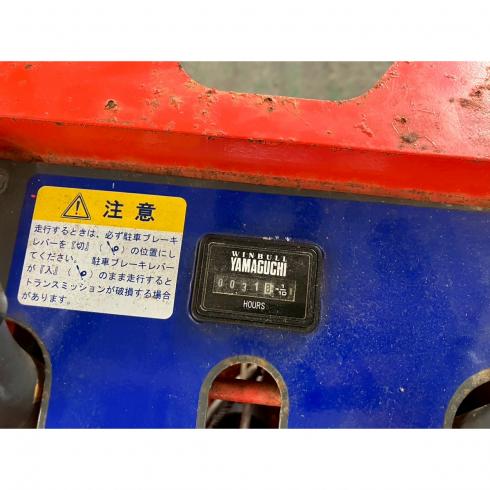 注意
走行するときは、必ず駐車ブレーキ
レバーを『切』( )の位置にし
てください。 駐車ブレーキレバー
が『入』( )のまま走行すると
トランスミッションが破損する場合
があります。
WINBULL
YAMAGUCHI
0031 1/10
HOURS